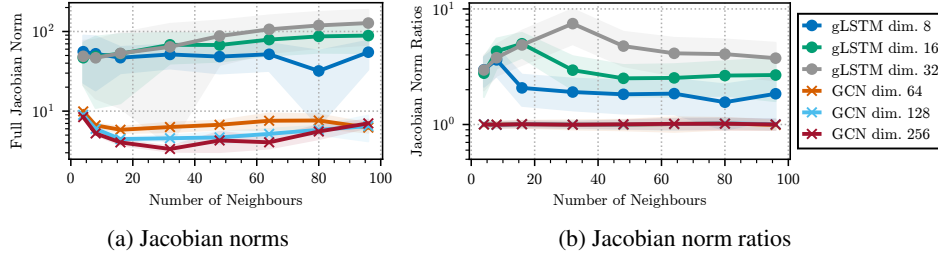 Full Jacobian Norm
10²
10¹
0 20 40 60 80 100
Number of Neighbours
(a) Jacobian norms
Jacobian Norm Ratios
10¹
10⁰
0 20 40 60 80 100
Number of Neighbours
(b) Jacobian norm ratios
gLSTM dim. 8
gLSTM dim. 16
gLSTM dim. 32
GCN dim. 64
GCN dim. 128
GCN dim. 256